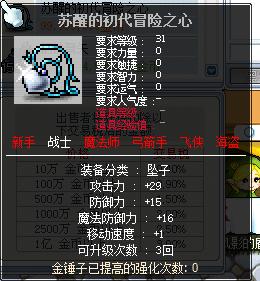 苏醒的初代冒险之心
要求等级: 31
要求力量: 0
要求敏捷: 0
要求智力: 0
要求运气: 0
要求人气度: -
新手 战士 魔法师 弓箭手 飞侠 海盗
装备分类 : 坠子
攻击力 : +29
防御力 : +15
魔法防御力 : +16
移动速度 : +1
可升级次数 : 3回
金锤子已提高的强化次数: 0